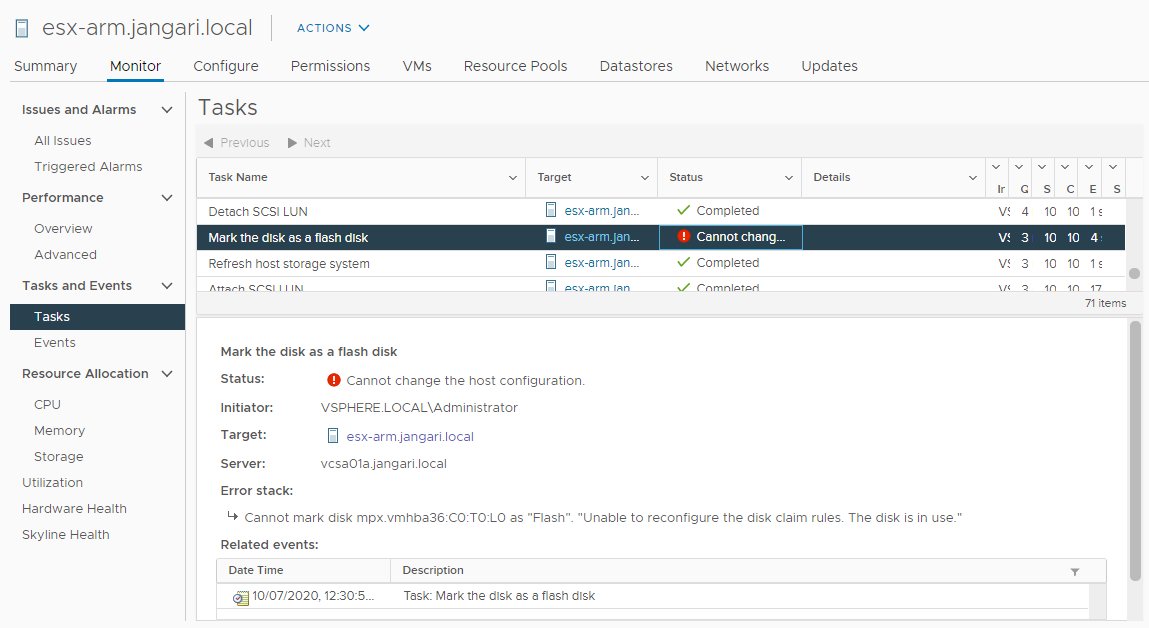 esx-arm.jangari.local ACTIONS
Summary Monitor Configure Permissions VMs Resource Pools Datastores Networks Updates
Issues and Alarms
All Issues
Triggered Alarms
Performance
Overview
Advanced
Tasks and Events
Tasks
Events
Resource Allocation
CPU
Memory
Storage
Utilization
Hardware Health
Skyline Health
Tasks
Previous Next
Task Name Target Status Details Ir Q S C E S
Detach SCSI LUN esx-arm.jan... Completed VS 4 10 10 1 s
Mark the disk as a flash disk esx-arm.jan... Cannot chang... VS 3 10 10 4
Refresh host storage system esx-arm.jan... Completed VS 3 10 10 1 s
Attach SCSI LUN esx-arm.jan Completed VS 3 10 10 17
71 items
Mark the disk as a flash disk
Status: Cannot change the host configuration.
Initiator: VSPHERE.LOCAL\Administrator
Target: esx-arm.jangari.local
Server: vcsa01a.jangari.local
Error stack:
↳ Cannot mark disk mpx.vmhba36:C0:T0:L0 as "Flash". "Unable to reconfigure the disk claim rules. The disk is in use."
Related events:
Date Time Description
10/07/2020, 12:30:5... Task: Mark the disk as a flash disk